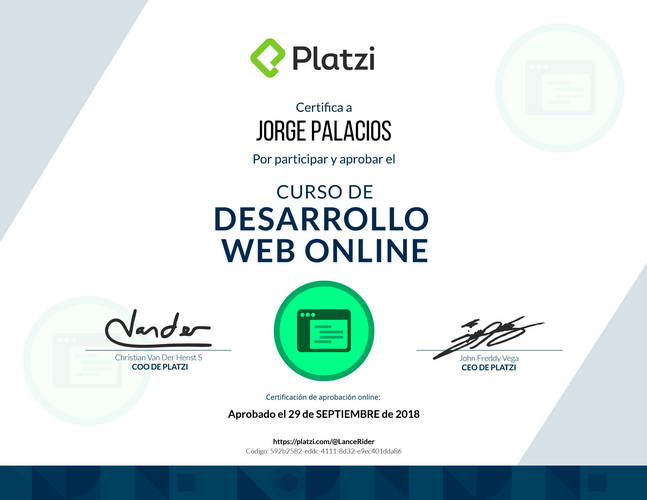 Platzi
Certifica a
JORGE PALACIOS
Por participar y aprobar el
CURSO DE
DESARROLLO
WEB ONLINE
Vander
Christian Van Der Henst S
COO DE PLATZI
John Freddy Vega
CEO DE PLATZI
Certificación de aprobación online:
Aprobado el 29 de SEPTIEMBRE de 2018
https://platzi.com/@LanceRider
Código: 592b2582-eddc-4111-8d32-e9ec401dda86